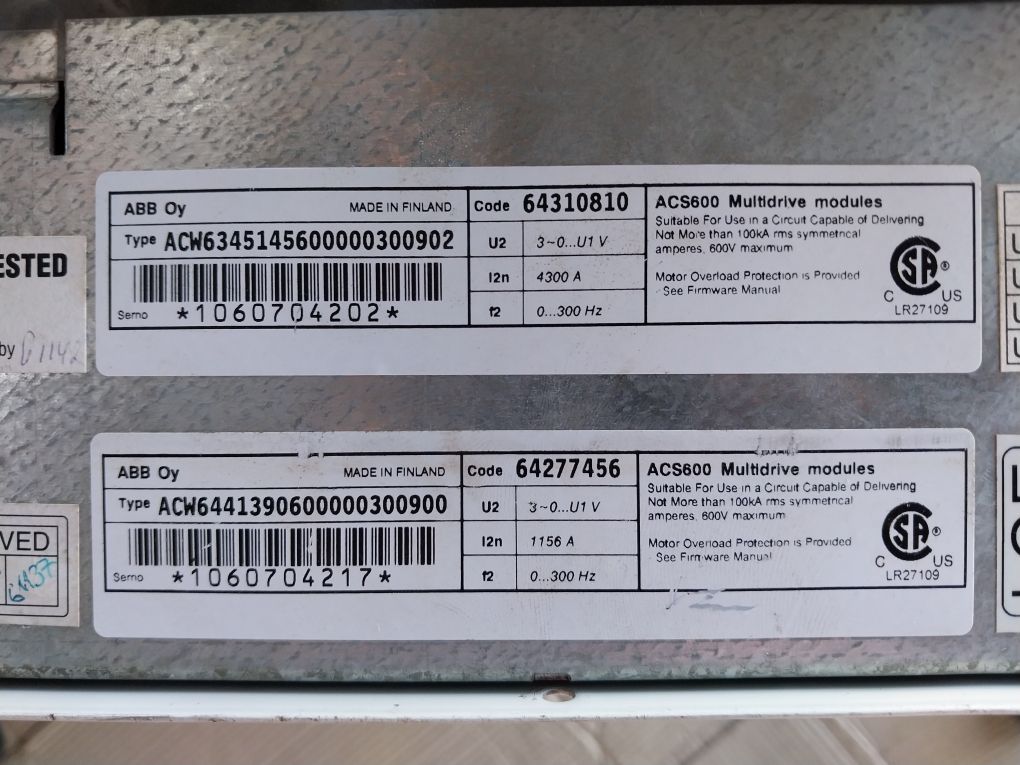 ABB Oy MADE IN FINLAND
Type ACW6345145600000300902
Serno *1060704202*
Code 64310810
U2 3~0...U1 V
I2n 4300 A
f2 0...300 Hz
ACS600 Multidrive modules
Suitable For Use in a Circuit Capable of Delivering
Not More than 100kA rms symmetrical
amperes, 600V maximum
Motor Overload Protection is Provided
- See Firmware Manual
SA ®
C US
LR27109
ESTED
by
ABB Oy MADE IN FINLAND
Type ACW6441390600000300900
Serno *1060704217*
Code 64277456
U2 3~0...U1 V
I2n 1156 A
f2 0...300 Hz
ACS600 Multidrive modules
Suitable For Use in a Circuit Capable of Delivering
Not More than 100kA rms symmetrical
amperes, 600V maximum
Motor Overload Protection is Provided
- See Firmware Manual
SA ®
C US
LR27109
VED